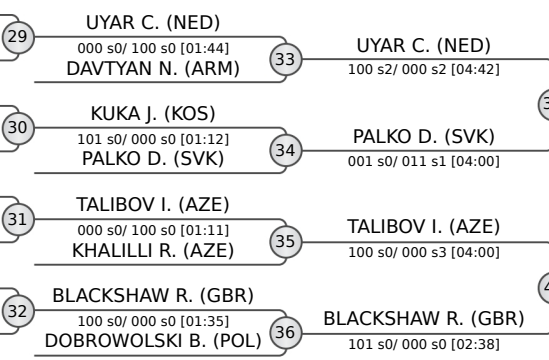 29
UYAR C. (NED)
000 s0/ 100 s0 [01:44]
DAVTYAN N. (ARM)
33
UYAR C. (NED)
100 s2/ 000 s2 [04:42]
30
KUKA J. (KOS)
101 s0/ 000 s0 [01:12]
PALKO D. (SVK)
34
PALKO D. (SVK)
001 s0/ 011 s1 [04:00]
31
TALIBOV I. (AZE)
000 s0/ 100 s0 [01:11]
KHALILLI R. (AZE)
35
TALIBOV I. (AZE)
100 s0/ 000 s3 [04:00]
32
BLACKSHAW R. (GBR)
100 s0/ 000 s0 [01:35]
DOBROWOLSKI B. (POL)
36
BLACKSHAW R. (GBR)
101 s0/ 000 s0 [02:38]